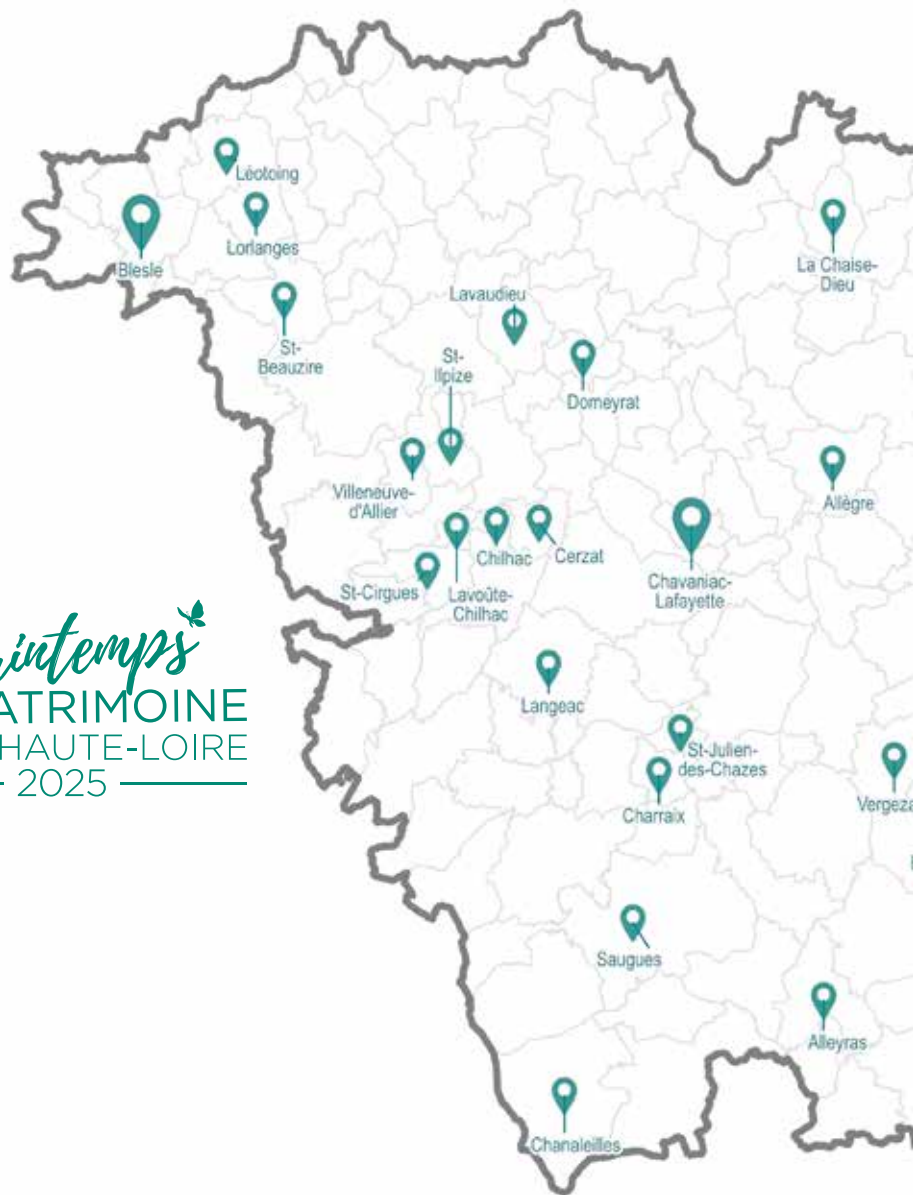 Léotoing
Lorlanges
Blesle
La Chaise-
Dieu
Lavaudieu
St-
Beauzire
St-
Ilpize
Domeyrat
Villeneuve-
d'Allier
Allègre
Chilhac
Cerzat
Chavaniac-
Lafayette
St-Cirgues
Lavoûte-
Chilhac
intemps
ATRIMOINE
HAUTE-LOIRE
2025
Langeac
St-Julien-
des-Chazes
Charraix
Vergeza
Saugues
Alleyras
Chanaleilles